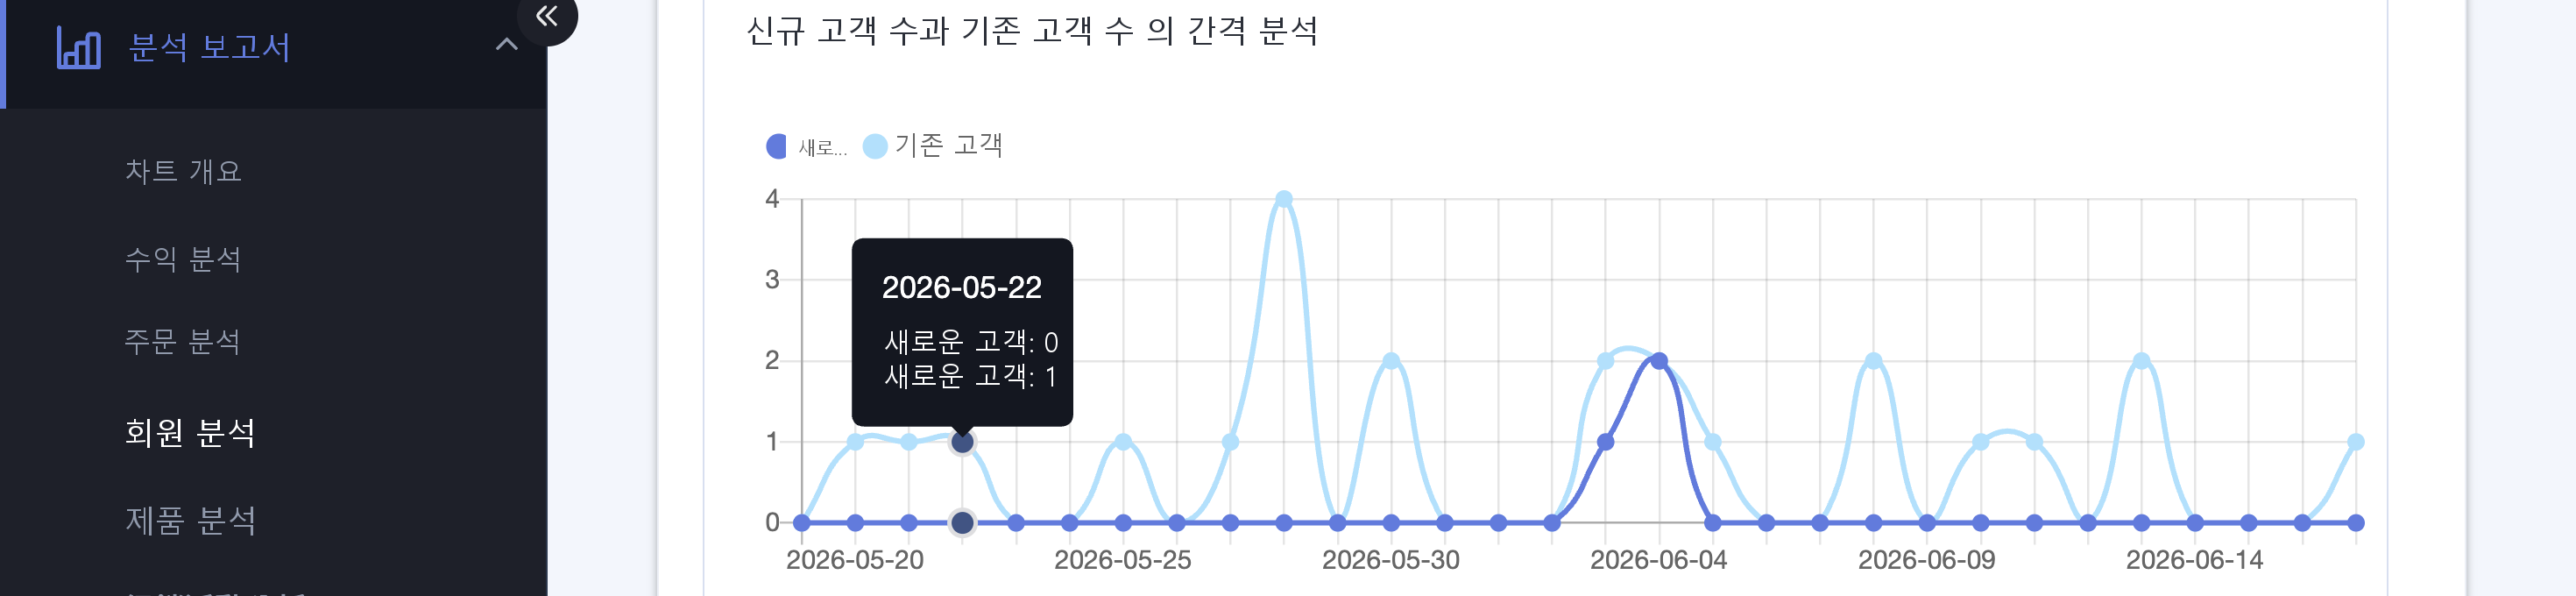 분석 보고서
차트 개요
수익 분석
주문 분석
회원 분석
제품 분석
신규 고객 수과 기존 고객 수 의 간격 분석
새로... 기존 고객
4
3
2
1
0
2026-05-22
새로운 고객: 0
새로운 고객: 1
2026-05-20 2026-05-25 2026-05-30 2026-06-04 2026-06-09 2026-06-14